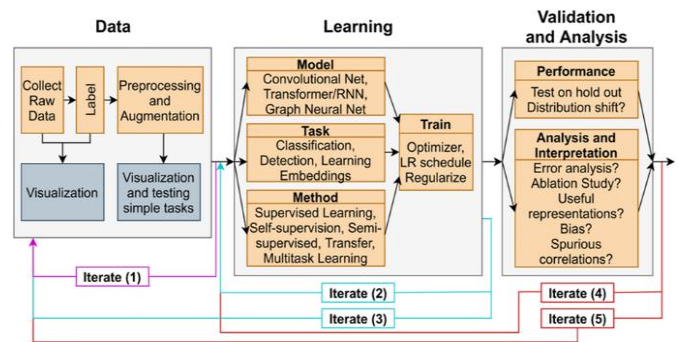 Data
Collect
Raw
Data
Label
Preprocessing
and
Augmentation
Visualization
Visualization
and testing
simple tasks
Learning
Model
Convolutional Net,
Transformer/RNN,
Graph Neural Net
Task
Classification,
Detection, Learning
Embeddings
Method
Supervised Learning,
Self-supervision, Semi-
supervised, Transfer,
Multitask Learning
Train
Optimizer,
LR schedule
Regularize
Validation
and Analysis
Performance
Test on hold out
Distribution shift?
Analysis and
Interpretation
Error analysis?
Ablation Study?
Useful
representations?
Bias?
Spurious
correlations?
Iterate (1)
Iterate (2)
Iterate (3)
Iterate (4)
Iterate (5)